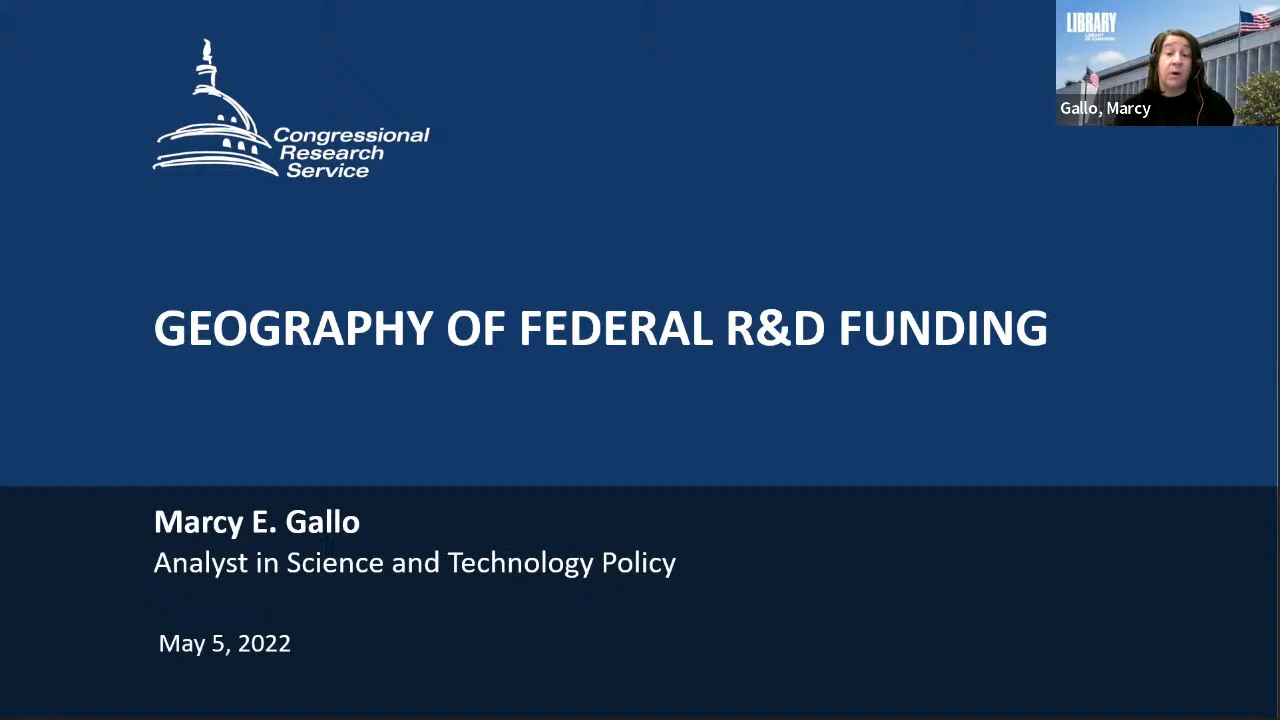 LIBRARY
Gallo, Marcy
Congressional
Research
Service
GEOGRAPHY OF FEDERAL R&D FUNDING
Marcy E. Gallo
Analyst in Science and Technology Policy
May 5, 2022